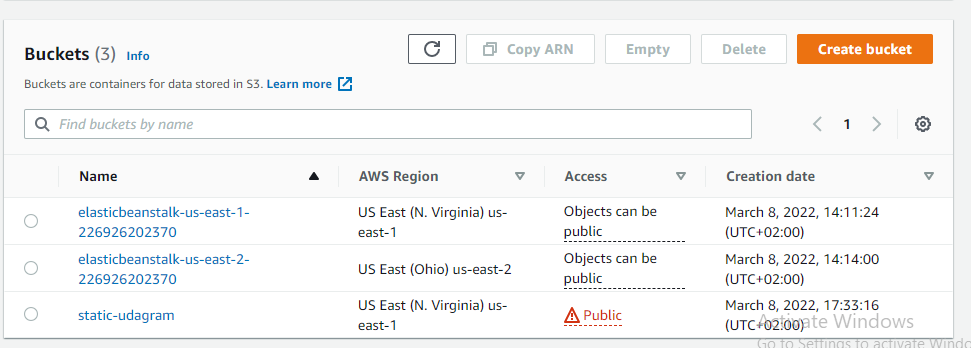 Buckets (3) Info
Copy ARN
Empty
Delete
Create bucket
Buckets are containers for data stored in S3. Learn more
Find buckets by name
1
Name AWS Region Access Creation date
elasticbeanstalk-us-east-1-
226926202370
US East (N. Virginia) us-
east-1
Objects can be
public
March 8, 2022, 14:11:24
(UTC+02:00)
elasticbeanstalk-us-east-2-
226926202370
US East (Ohio) us-east-2
Objects can be
public
March 8, 2022, 14:14:00
(UTC+02:00)
static-udagram
US East (N. Virginia) us-
east-1
Public
March 8, 2022, 17:33:16
(UTC+02:00)
Activate Windows
Go to Settings to activate Windo